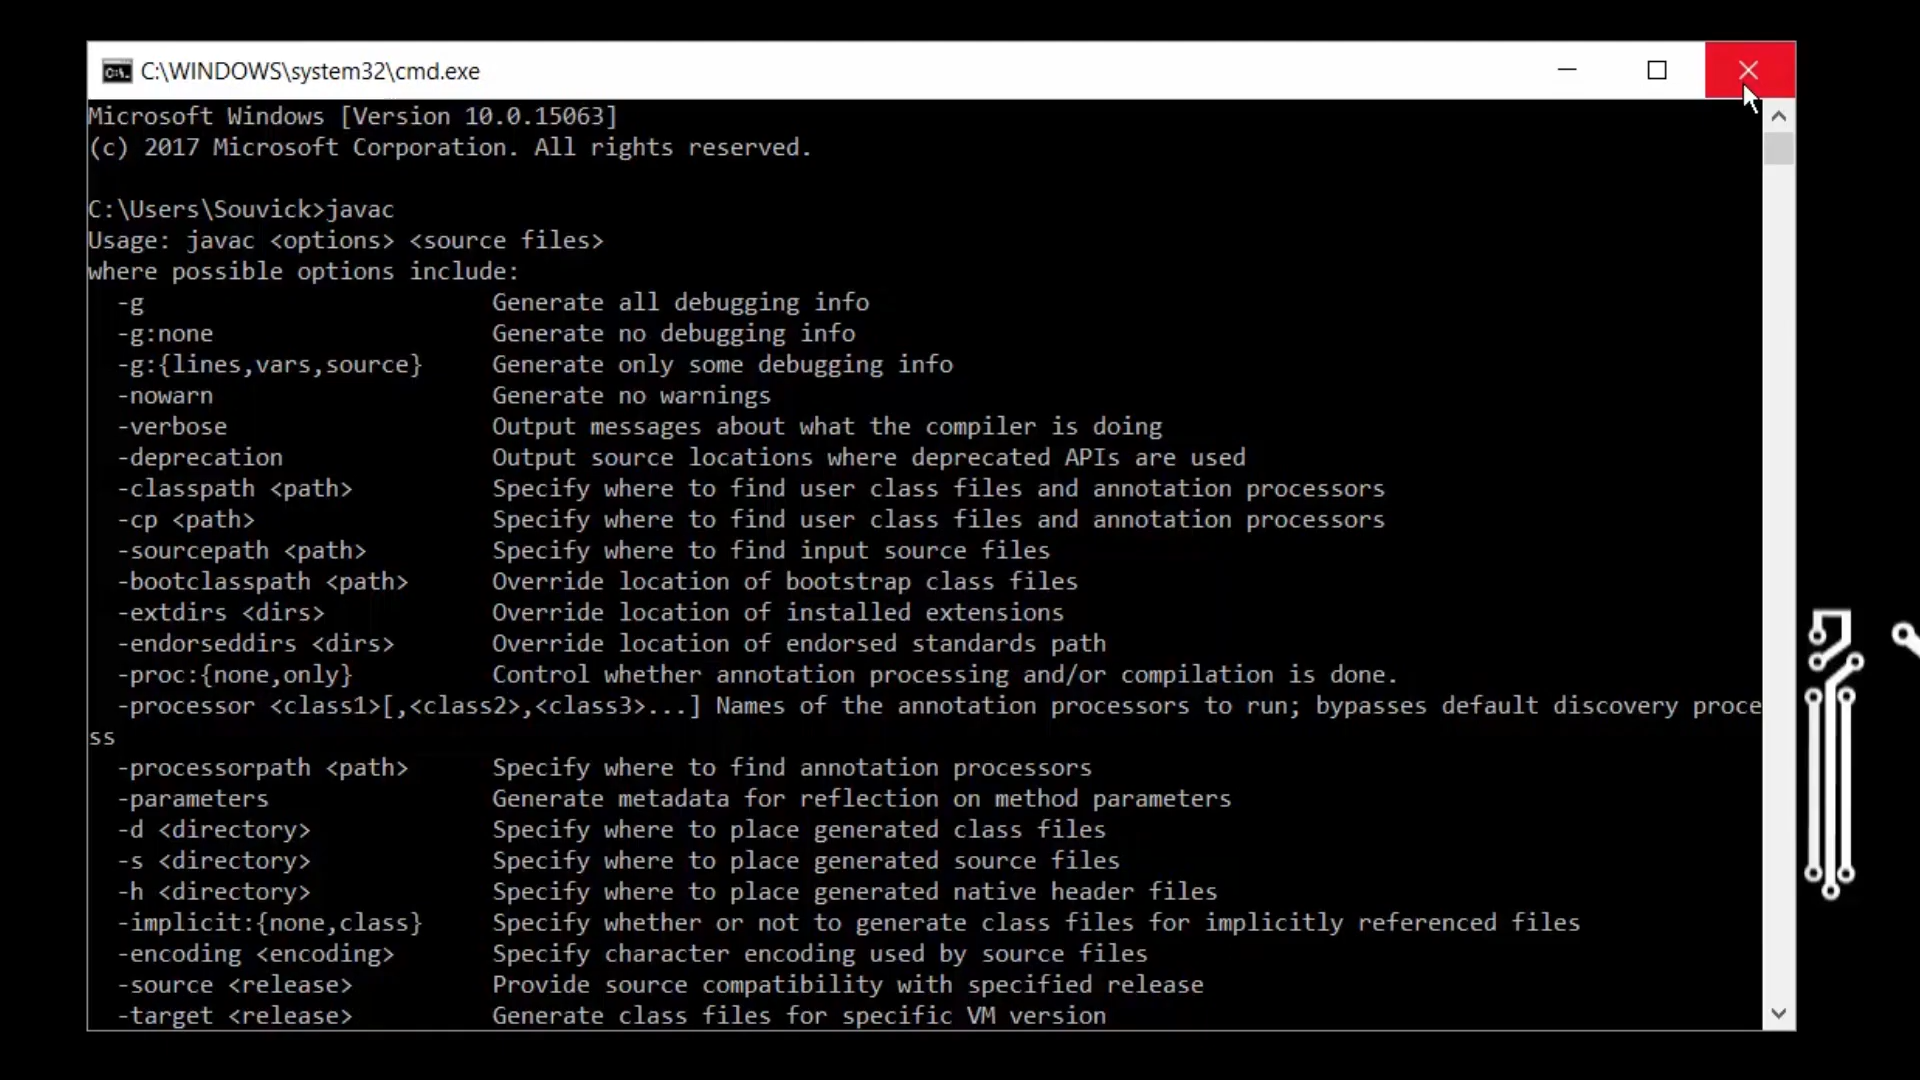 C:\WINDOWS\system32\cmd.exe
Microsoft Windows [Version 10.0.15063]
(c) 2017 Microsoft Corporation. All rights reserved.
C:\Users\Souvick>javac
Usage: javac <options> <source files>
where possible options include:
  -g                         Generate all debugging info
  -g:none                    Generate no debugging info
  -g:{lines,vars,source}     Generate only some debugging info
  -nowarn                    Generate no warnings
  -verbose                   Output messages about what the compiler is doing
  -deprecation               Output source locations where deprecated APIs are used
  -classpath <path>          Specify where to find user class files and annotation processors
  -cp <path>                 Specify where to find user class files and annotation processors
  -sourcepath <path>         Specify where to find input source files
  -bootclasspath <path>      Override location of bootstrap class files
  -extdirs <dirs>            Override location of installed extensions
  -endorseddirs <dirs>       Override location of endorsed standards path
  -proc:{none,only}          Control whether annotation processing and/or compilation is done.
  -processor <class1>[,<class2>,<class3>...] Names of the annotation processors to run; bypasses default discovery proce
ss
  -processorpath <path>      Specify where to find annotation processors
  -parameters                Generate metadata for reflection on method parameters
  -d <directory>             Specify where to place generated class files
  -s <directory>             Specify where to place generated source files
  -h <directory>             Specify where to place generated native header files
  -implicit:{none,class}     Specify whether or not to generate class files for implicitly referenced files
  -encoding <encoding>       Specify character encoding used by source files
  -source <release>          Provide source compatibility with specified release
  -target <release>          Generate class files for specific VM version